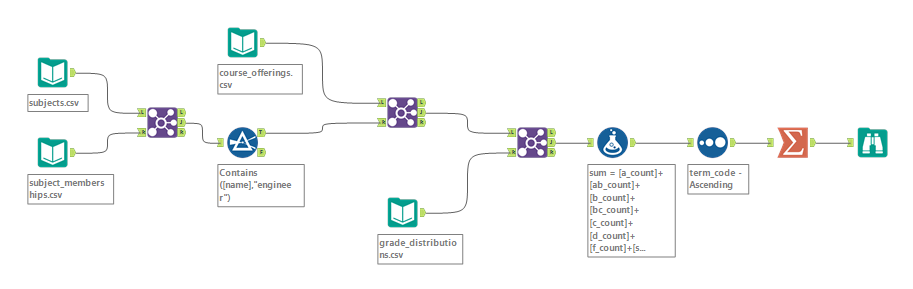 subjects.csv
subject_members
hips.csv
course_offerings.
csv
Contains
([name],"enginee
r")
grade_distributio
ns.csv
sum = [a_count]+
[ab_count]+
[b_count]+
[bc_count]+
[c_count]+
[d_count]+
[f_count]+[s...
term_code -
Ascending
L
J
R
L
R
T
F
L
J
R
L
R
L
J
R
L
R